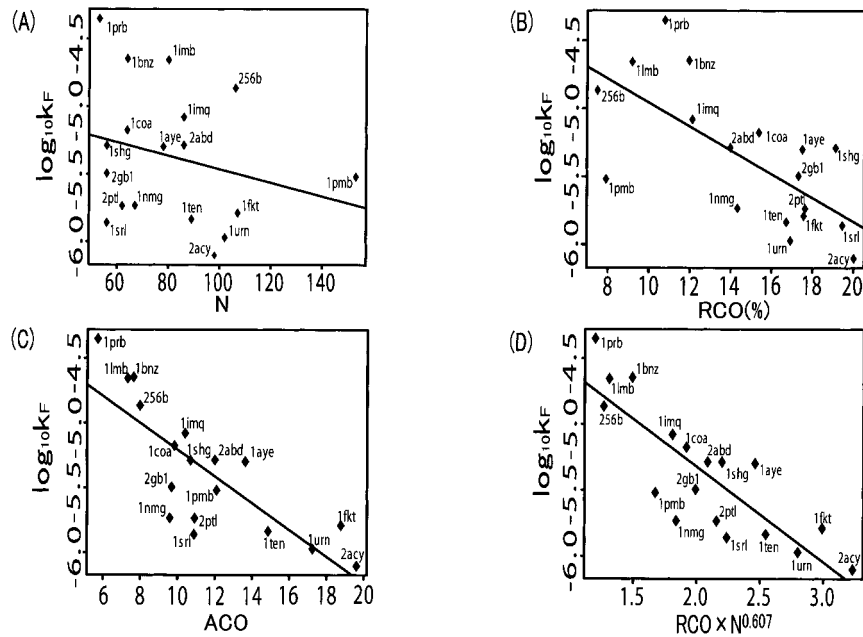 (A)
log₁₀kF
-4.5
-5.0
-5.5
-6.0
1prb
1bnz
1lmb
256b
1coa
1imq
1shg
1aye
2abd
2gb1
1pmb
2ptl
1nmg
1ten
1fkt
1srl
1urn
2acy
60 80 100 120 140
N
(B)
log₁₀kF
-4.5
-5.0
-5.5
-6.0
1prb
1lmb
1bnz
256b
1imq
2abd
1coa
1aye
1shg
1pmb
2gb1
1nmg
2ptl
1ten
1fkt
1srl
1urn
2acy
8 10 12 14 16 18 20
RCO(%)
(C)
log₁₀kF
-4.5
-5.0
-5.5
-6.0
1prb
1lmb 1bnz
256b
1imq
1coa 1shg 2abd 1aye
2gb1
1pmb
1nmg
2ptl
1srl
1ten
1fkt
1urn
2acy
6 8 10 12 14 16 18 20
ACO
(D)
log₁₀kF
-4.5
-5.0
-5.5
-6.0
1prb
1bnz
1lmb
256b
1imq
1coa
2abd
1shg
1aye
2gb1
1pmb
1nmg
2ptl
1srl
1ten
1fkt
1urn
2acy
1.5 2.0 2.5 3.0
RCO × N^0.607